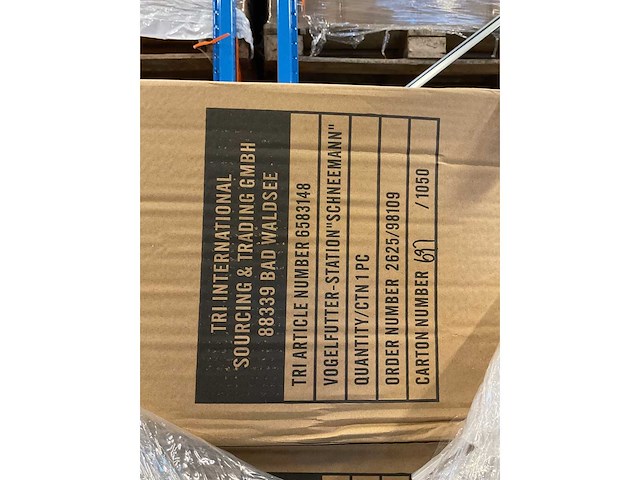 TRI INTERNATIONAL
SOURCING & TRADING GMBH
88339 BAD WALDSEE
TRI ARTICLE NUMBER 6583148
VOGELFUTTER-STATION"SCHNEEMANN"
QUANTITY/CTN 1 PC
ORDER NUMBER 2625/98109
CARTON NUMBER /1050